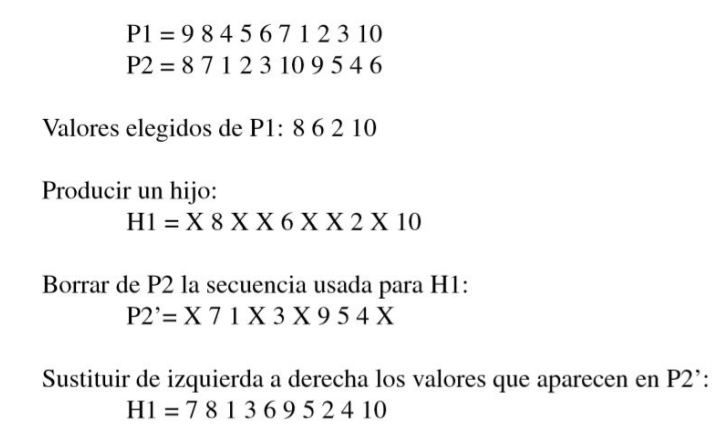 P1 = 9 8 4 5 6 7 1 2 3 10
P2 = 8 7 1 2 3 10 9 5 4 6
Valores elegidos de P1: 8 6 2 10
Producir un hijo:
H1 = X 8 X X 6 X X 2 X 10
Borrar de P2 la secuencia usada para H1:
P2’= X 7 1 X 3 X 9 5 4 X
Sustituir de izquierda a derecha los valores que aparecen en P2’:
H1 = 7 8 1 3 6 9 5 2 4 10